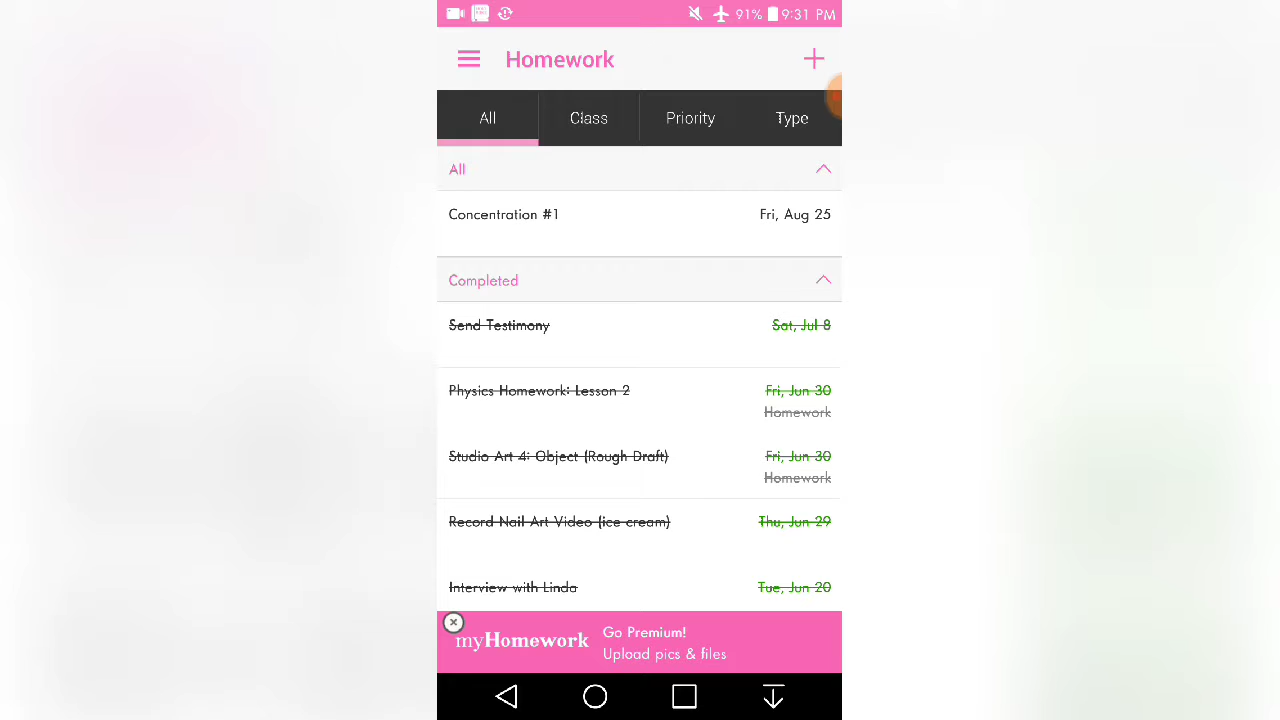 91% 9:31 PM
Homework
All Class Priority Type
All
Concentration #1 Fri, Aug 25
Completed
Send Testimony Sat, Jul 8
Physics Homework: Lesson 2 Fri, Jun 30
Homework
Studio Art 4: Object (Rough Draft) Fri, Jun 30
Homework
Record Nail Art Video (ice cream) Thu, Jun 29
Interview with Linda Tue, Jun 20
myHomework Go Premium!
Upload pics & files